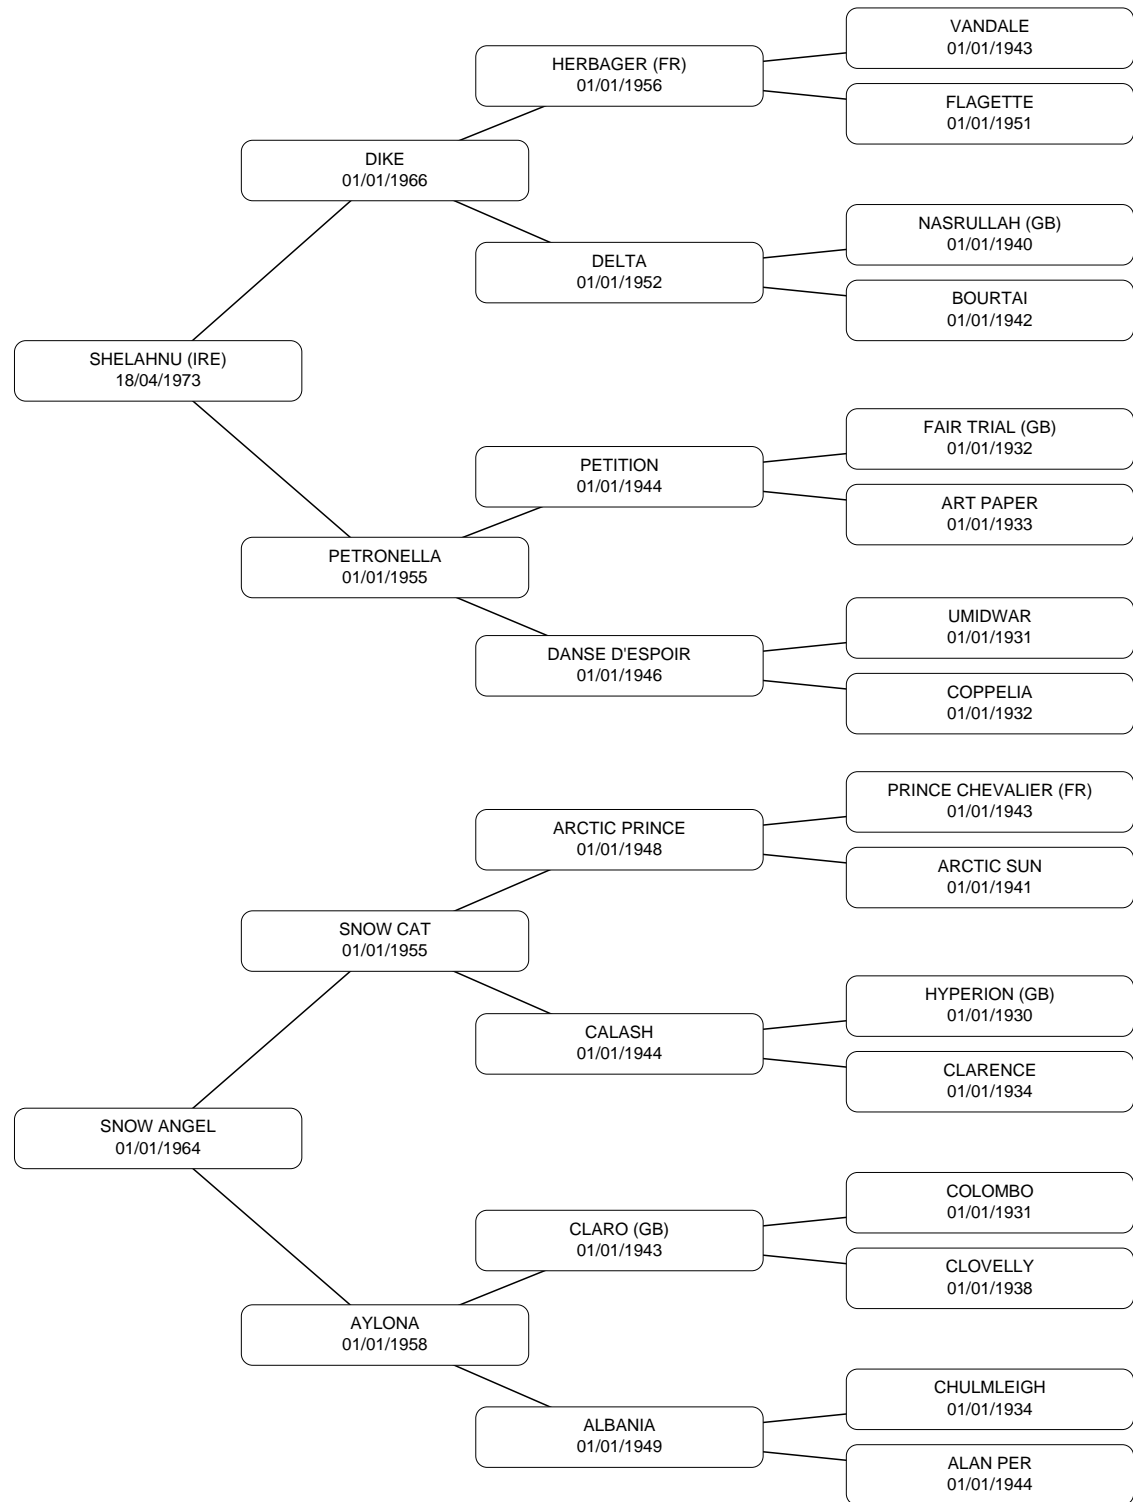 VANDALE
01/01/1943
HERBAGER (FR)
01/01/1956
FLAGETTE
01/01/1951
DIKE
01/01/1966
NASRULLAH (GB)
01/01/1940
DELTA
01/01/1952
BOURTAI
01/01/1942
SHELAHNU (IRE)
18/04/1973
FAIR TRIAL (GB)
01/01/1932
PETITION
01/01/1944
ART PAPER
01/01/1933
PETRONELLA
01/01/1955
UMIDWAR
01/01/1931
DANSE D'ESPOIR
01/01/1946
COPPELIA
01/01/1932
PRINCE CHEVALIER (FR)
01/01/1943
ARCTIC PRINCE
01/01/1948
ARCTIC SUN
01/01/1941
SNOW CAT
01/01/1955
HYPERION (GB)
01/01/1930
CALASH
01/01/1944
CLARENCE
01/01/1934
SNOW ANGEL
01/01/1964
COLOMBO
01/01/1931
CLARO (GB)
01/01/1943
CLOVELLY
01/01/1938
AYLONA
01/01/1958
CHULMLEIGH
01/01/1934
ALBANIA
01/01/1949
ALAN PER
01/01/1944